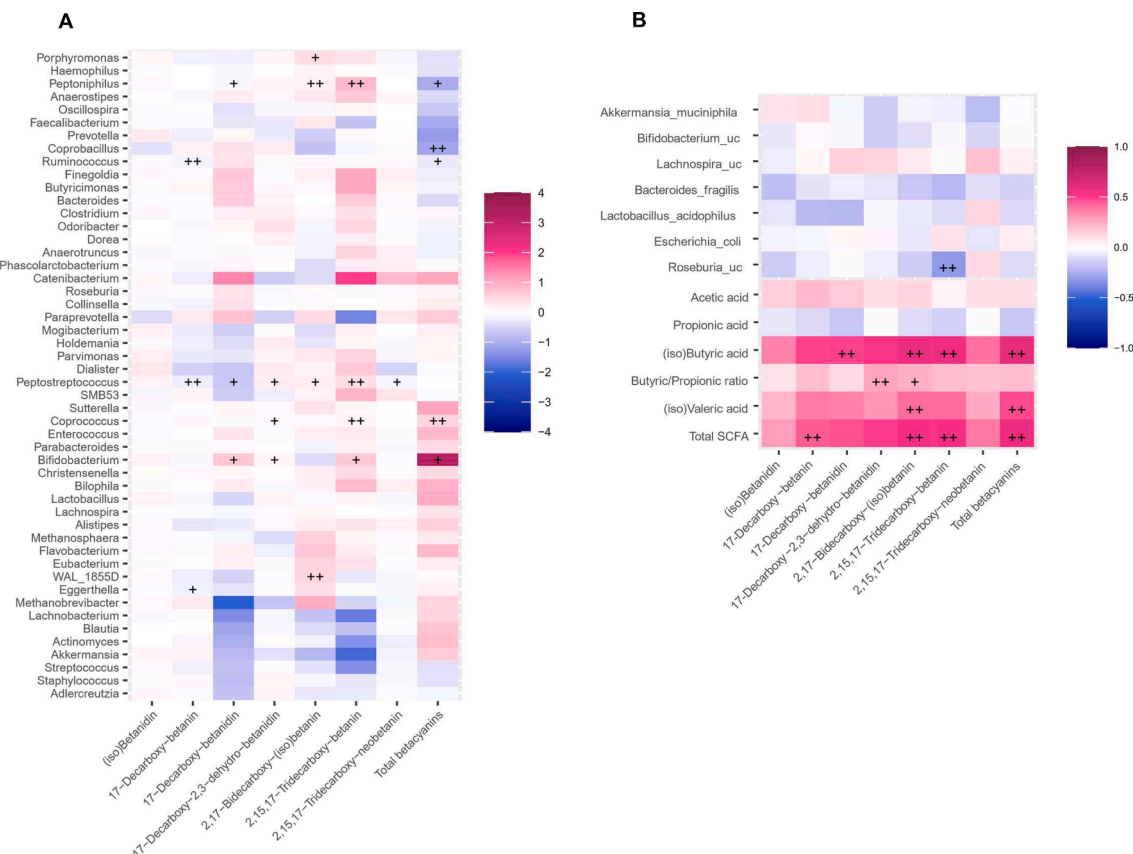 A
Porphyromonas
Haemophilus
Peptoniphilus
Anaerostipes
Oscillospira
Faecalibacterium
Prevotella
Coprobacillus
Ruminococcus
Finegoldia
Butyricimonas
Bacteroides
Clostridium
Odoribacter
Dorea
Anaerotruncus
Phascolarctobacterium
Catenibacterium
Roseburia
Collinsella
Paraprevotella
Mogibacterium
Holdemania
Parvimonas
Dialister
Peptostreptococcus
SMB53
Sutterella
Coprococcus
Enterococcus
Parabacteroides
Bifidobacterium
Christensenella
Bilophila
Lactobacillus
Lachnospira
Alistipes
Methanosphaera
Flavobacterium
Eubacterium
WAL_1855D
Eggerthella
Methanobrevibacter
Lachnobacterium
Blautia
Actinomyces
Akkermansia
Streptococcus
Staphylococcus
Adlercreutzia
+
+ ++ ++ +
++
++ +
++ + + + ++ +
+ ++ ++
+ + + +
++
+
(iso)Betanidin
17−Decarboxy−betanin
17−Decarboxy−betanidin
17−Decarboxy−2,3−dehydro−betanidin
2,17−Bidecarboxy−(iso)betanin
2,15,17−Tridecarboxy−betanin
2,15,17−Tridecarboxy−neobetanin
Total betacyanins
4
3
2
1
0
−1
−2
−3
−4
B
Akkermansia_muciniphila
Bifidobacterium_uc
Lachnospira_uc
Bacteroides_fragilis
Lactobacillus_acidophilus
Escherichia_coli
Roseburia_uc
Acetic acid
Propionic acid
(iso)Butyric acid
Butyric/Propionic ratio
(iso)Valeric acid
Total SCFA
++
++ ++ ++ ++
++ +
++ ++
++ ++ ++ ++
(iso)Betanidin
17−Decarboxy −betanin
17−Decarboxy−betanidin
17−Decarboxy −2,3−dehydro−betanidin
2,17−Bidecarboxy−(iso)betanin
2,15,17−Tridecarboxy−betanin
2,15,17−Tridecarboxy−neobetanin
Total betacyanins
1.0
0.5
0.0
−0.5
−1.0